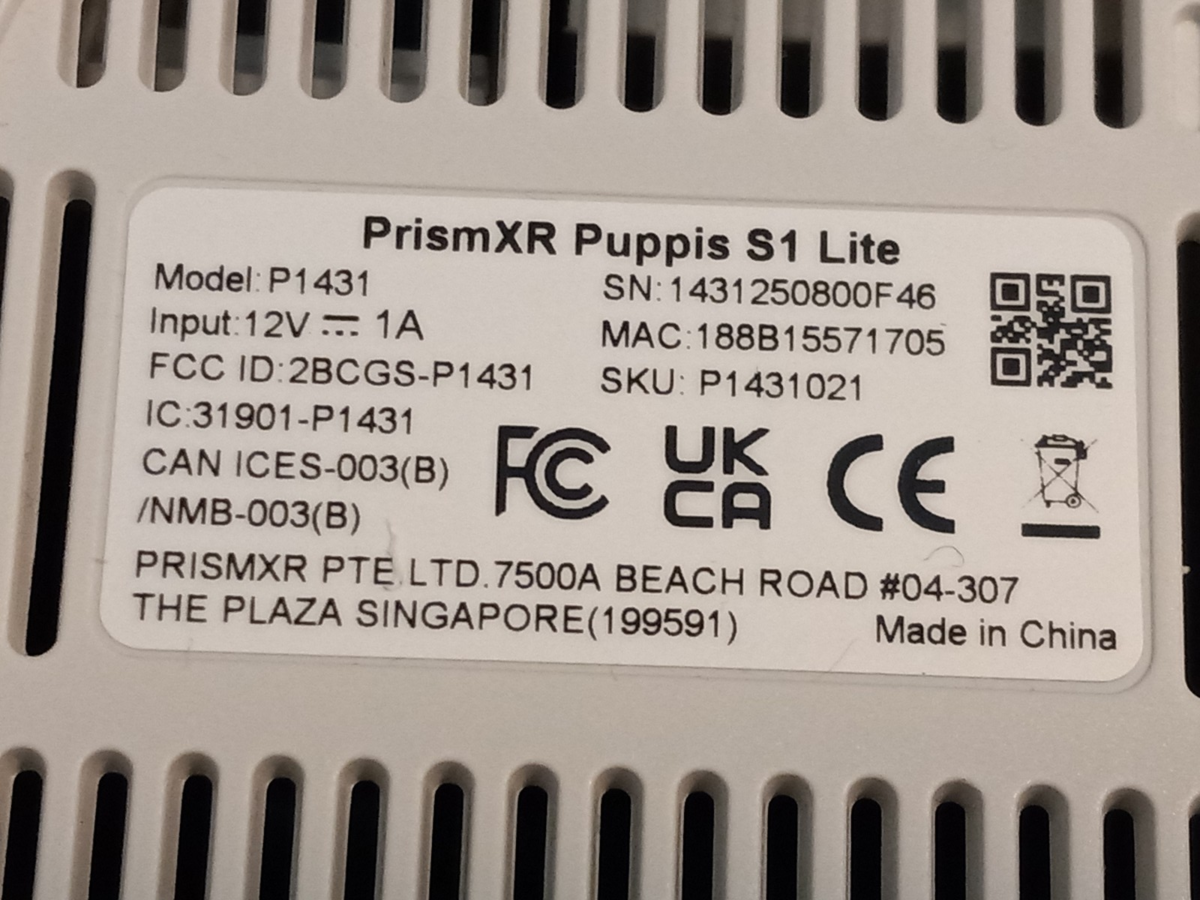 PrismXR Puppis S1 Lite
Model: P1431
Input:12V ⎓ 1A
FCC ID:2BCGS-P1431
IC:31901-P1431
CAN ICES-003(B)
/NMB-003(B)
SN:1431250800F46
MAC:188B15571705
SKU: P1431021
FC
UK
CA
CE
PRISMXR PTE.LTD.7500A BEACH ROAD #04-307
THE PLAZA SINGAPORE(199591)
Made in China